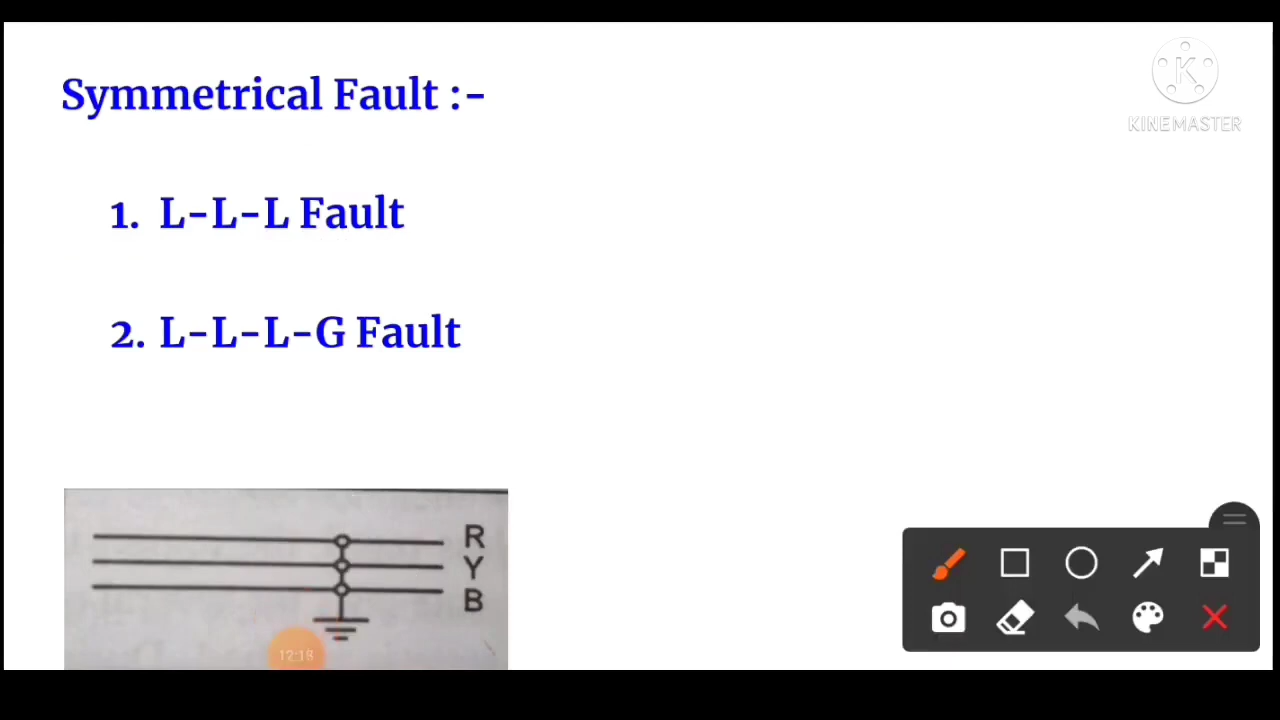 Symmetrical Fault :-
K
KINEMASTER
1. L-L-L Fault
2. L-L-L-G Fault
R
Y
B
12:18